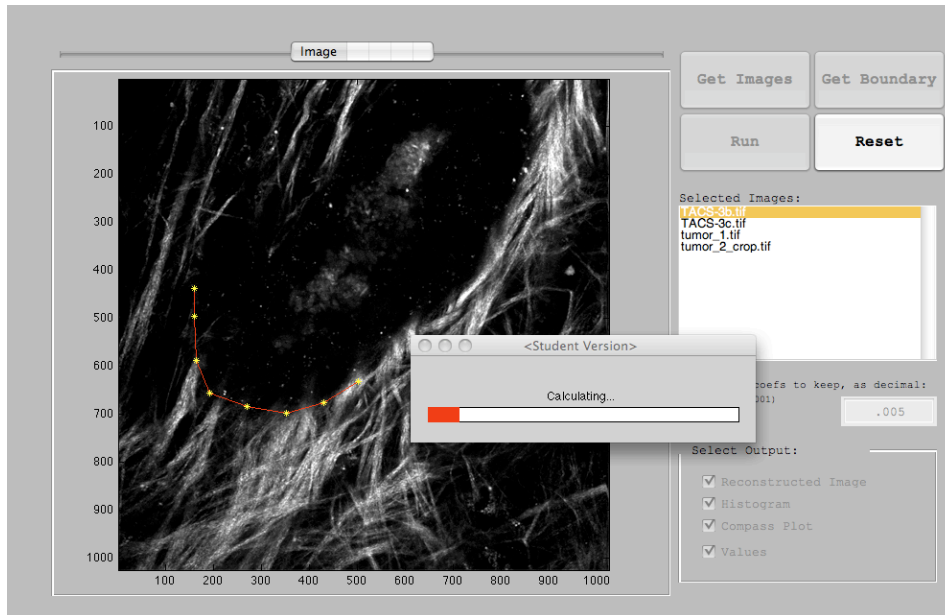 Image
Get Images
Get Boundary
Run
Reset
100
200
300
400
500
600
700
800
900
1000
100
200
300
400
500
600
700
800
900
1000
Selected Images:
TACS-3b.tif
TACS-3c.tif
tumor_1.tif
tumor_2_crop.tif
<Student Version>
Calculating...
coefs to keep, as decimal:
001)
.005
Select Output:
Reconstructed Image
Histogram
Compass Plot
Values